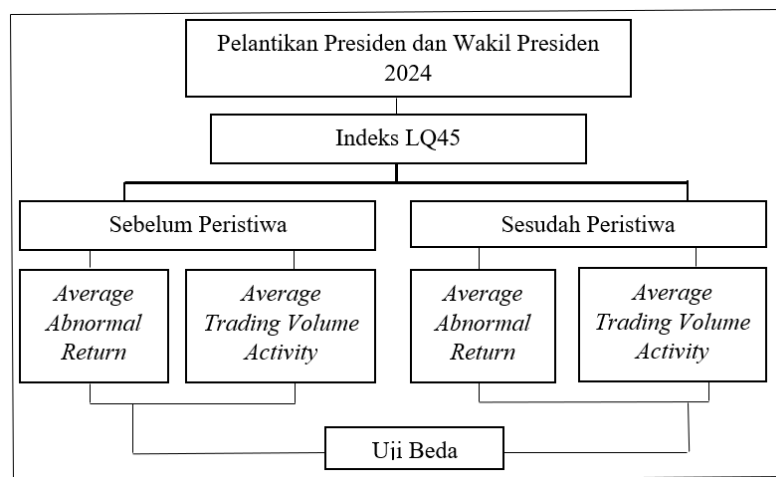 Pelantikan Presiden dan Wakil Presiden
2024
Indeks LQ45
Sebelum Peristiwa
Sesudah Peristiwa
Average
Abnormal
Return
Average
Trading Volume
Activity
Average
Abnormal
Return
Average
Trading Volume
Activity
Uji Beda